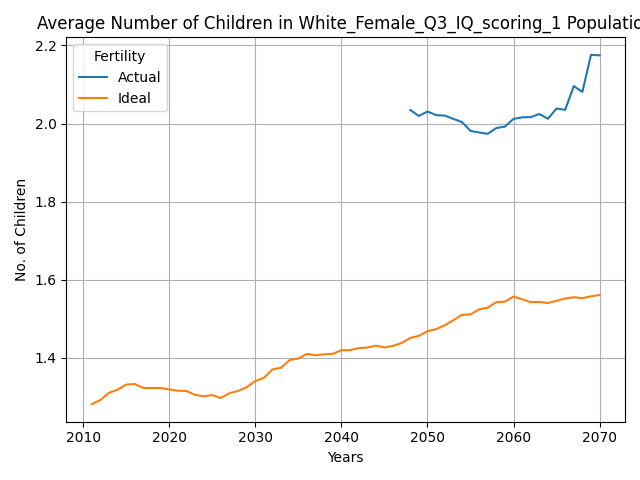 Average Number of Children in White_Female_Q3_IQ_scoring_1 Populatio
Fertility
Actual
Ideal
2.2
2.0
1.8
1.6
1.4
No. of Children
2010 2020 2030 2040 2050 2060 2070
Years